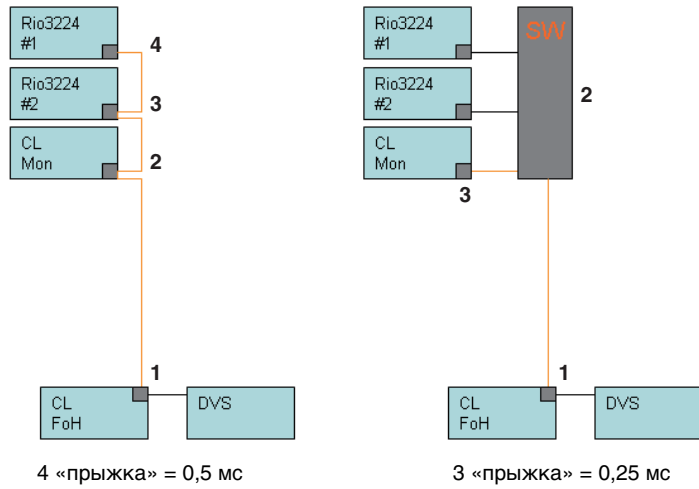 Rio3224
#1
4
Rio3224
#2
3
CL
Mon
2
1
CL
FoH
DVS
4 «прыжка» = 0,5 мс
Rio3224
#1
SW
Rio3224
#2
2
CL
Mon
3
1
CL
FoH
DVS
3 «прыжка» = 0,25 мс